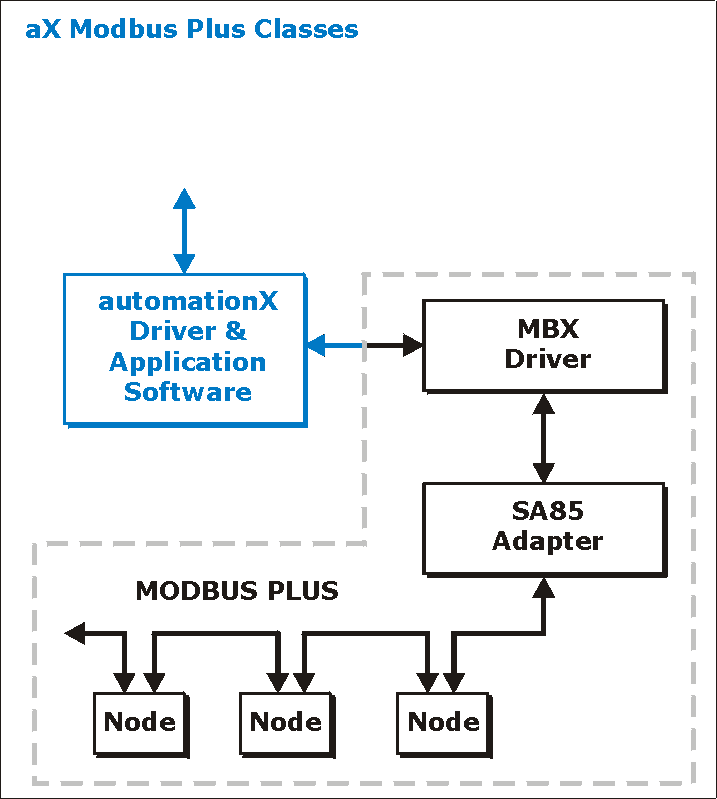 aX Modbus Plus Classes
automationX
Driver &
Application
Software
MBX
Driver
SA85
Adapter
MODBUS PLUS
Node
Node
Node